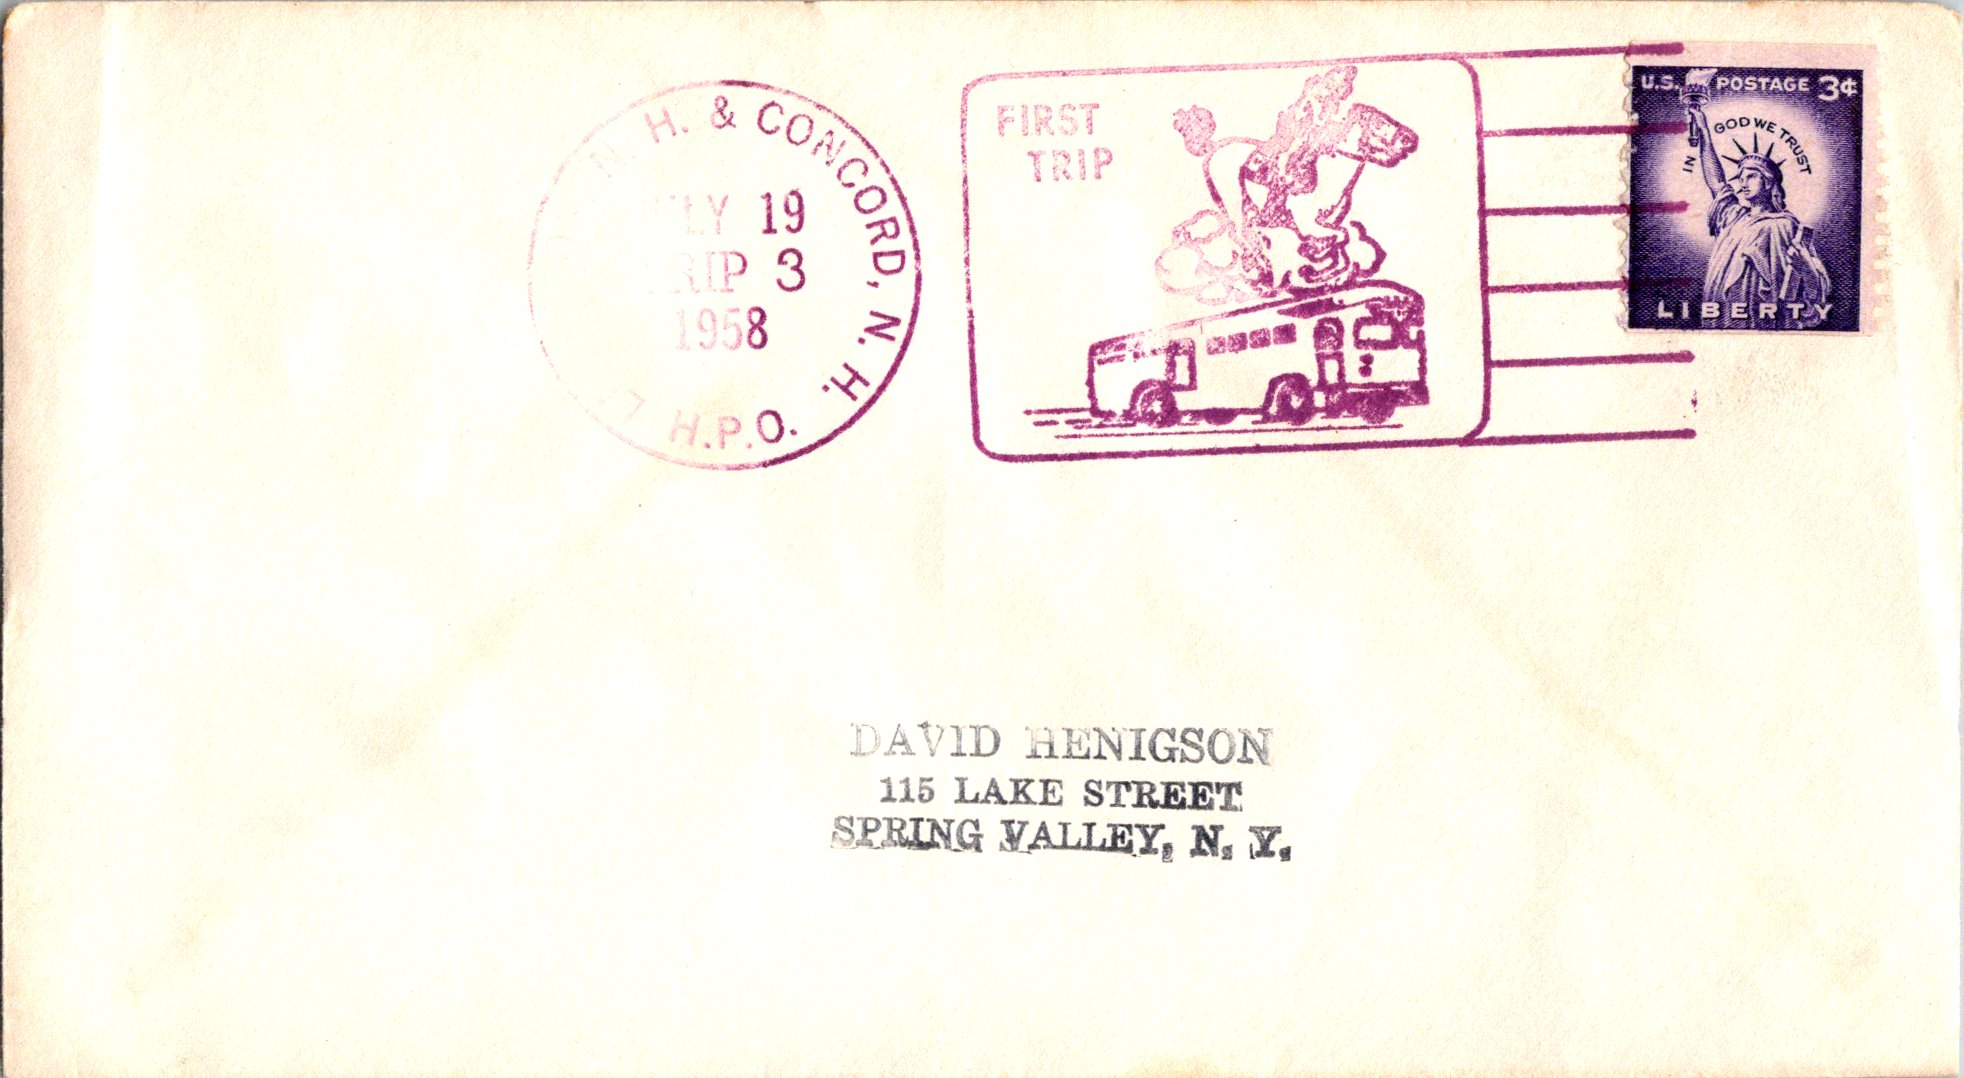 N. H. & CONCORD, N. H.
19
TRIP 3
1958
H.P.O.
FIRST
TRIP
U.S. POSTAGE 3¢
IN GOD WE TRUST
LIBERTY
DAVID HENIGSON
115 LAKE STREET
SPRING VALLEY, N. Y.